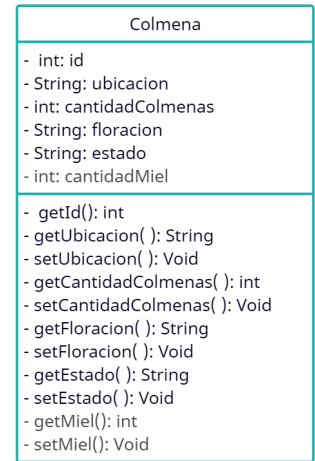 Colmena
- int: id
- String: ubicacion
- int: cantidadColmenas
- String: floracion
- String: estado
- int: cantidadMiel
- getId(): int
- getUbicacion( ): String
- setUbicacion( ): Void
- getCantidadColmenas( ): int
- setCantidadColmenas( ): Void
- getFloracion( ): String
- setFloracion( ): Void
- getEstado( ): String
- setEstado( ): Void
- getMiel(): int
- setMiel(): Void